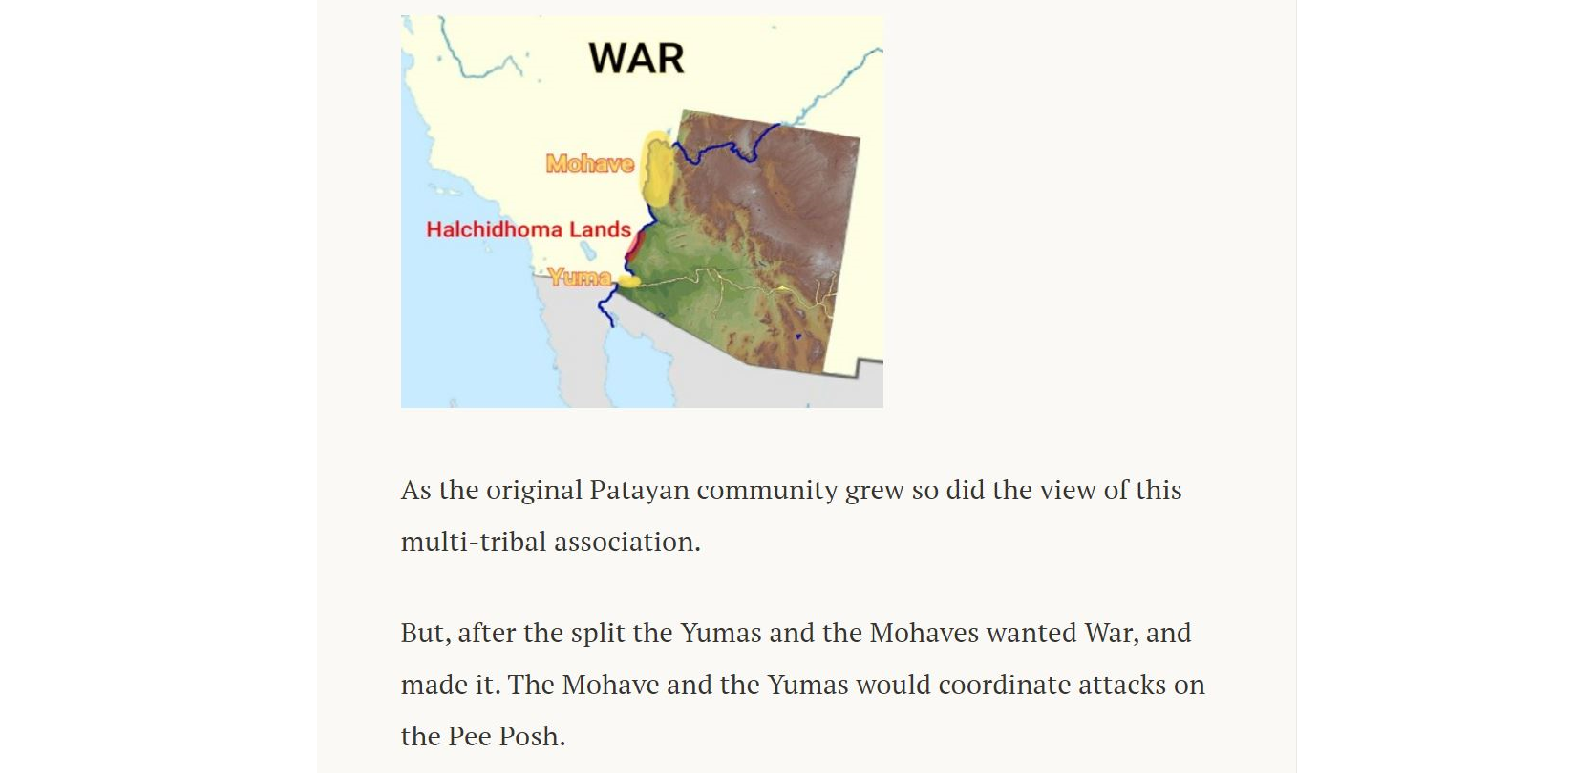 WAR
Mohave
Halchidhoma Lands
Yuma
As the original Patayan community grew so did the view of this
multi-tribal association.
But, after the split the Yumas and the Mohaves wanted War, and
made it. The Mohave and the Yumas would coordinate attacks on
the Pee Posh.